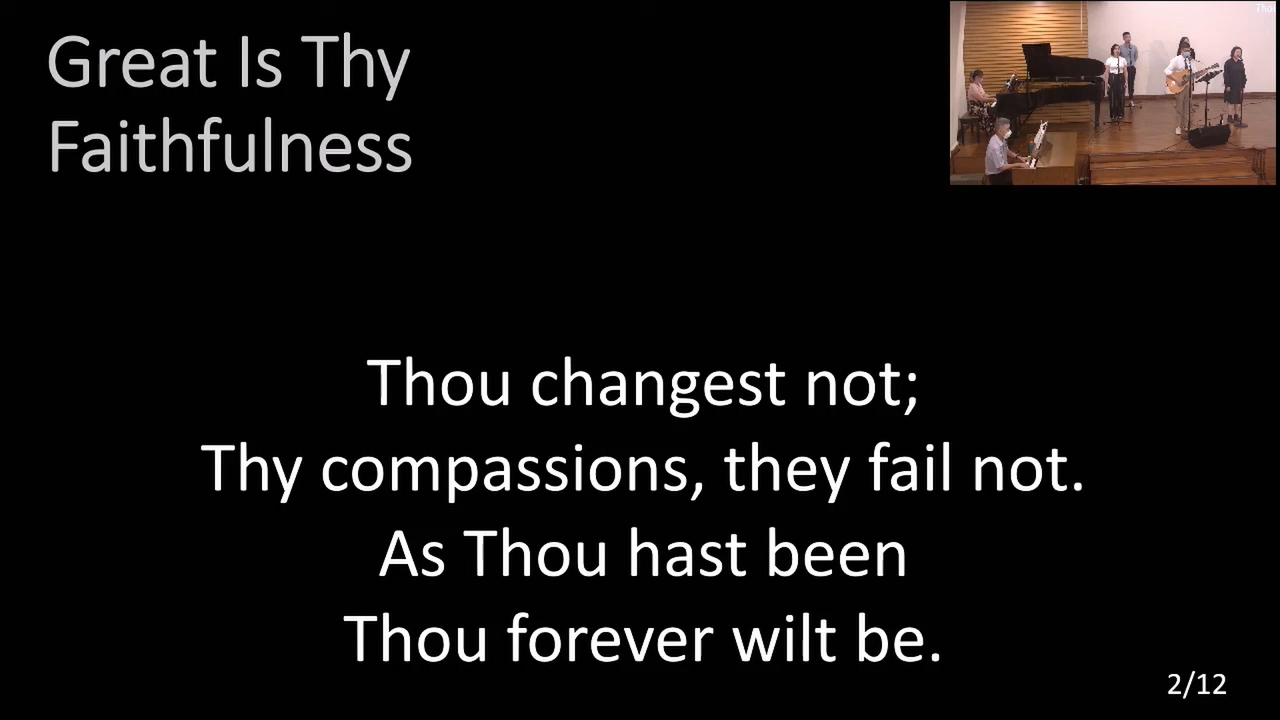 Great Is Thy
Faithfulness
Tho
Thou changest not;
Thy compassions, they fail not.
As Thou hast been
Thou forever wilt be.
2/12